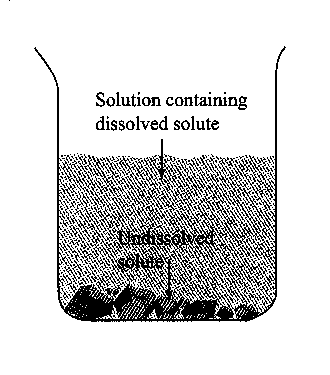 Solution containing
dissolved solute
Undissolved
solute